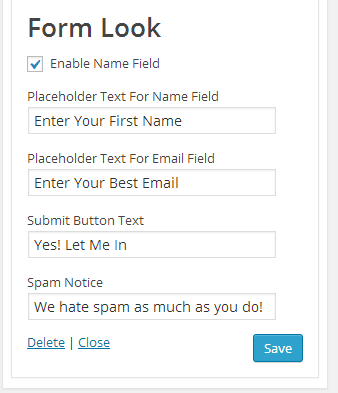 Form Look
Enable Name Field
Placeholder Text For Name Field
Enter Your First Name
Placeholder Text For Email Field
Enter Your Best Email
Submit Button Text
Yes! Let Me In
Spam Notice
We hate spam as much as you do!
Delete | Close
Save